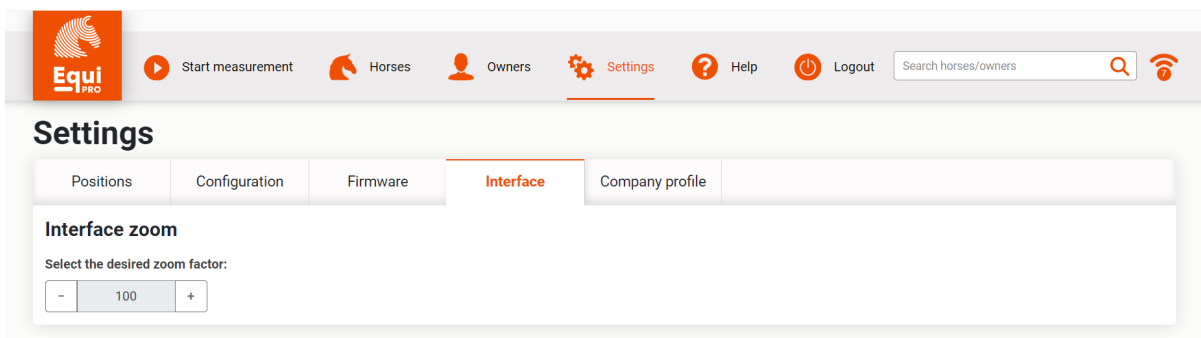 Equi
PRO
Start measurement
Horses
Owners
Settings
Help
Logout
Search horses/owners
7
Settings
Positions
Configuration
Firmware
Interface
Company profile
Interface zoom
Select the desired zoom factor:
- 100 +